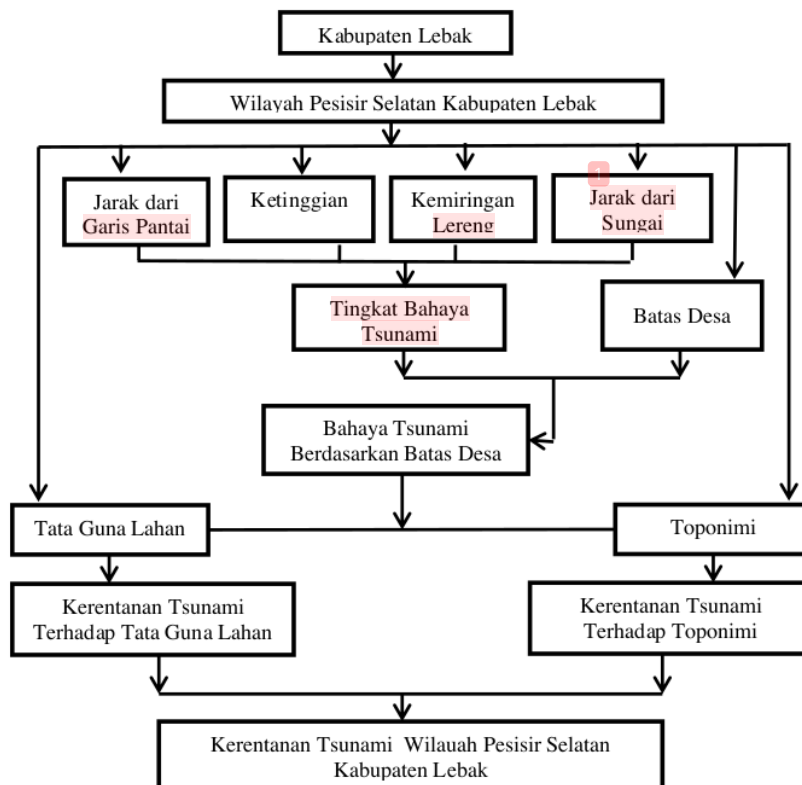 Kabupaten Lebak
Wilayah Pesisir Selatan Kabupaten Lebak
1
Jarak dari
Garis Pantai
Ketinggian
Kemiringan
Lereng
Jarak dari
Sungai
Tingkat Bahaya
Tsunami
Batas Desa
Bahaya Tsunami
Berdasarkan Batas Desa
Tata Guna Lahan
Toponimi
Kerentanan Tsunami
Terhadap Tata Guna Lahan
Kerentanan Tsunami
Terhadap Toponimi
Kerentanan Tsunami Wilauah Pesisir Selatan
Kabupaten Lebak